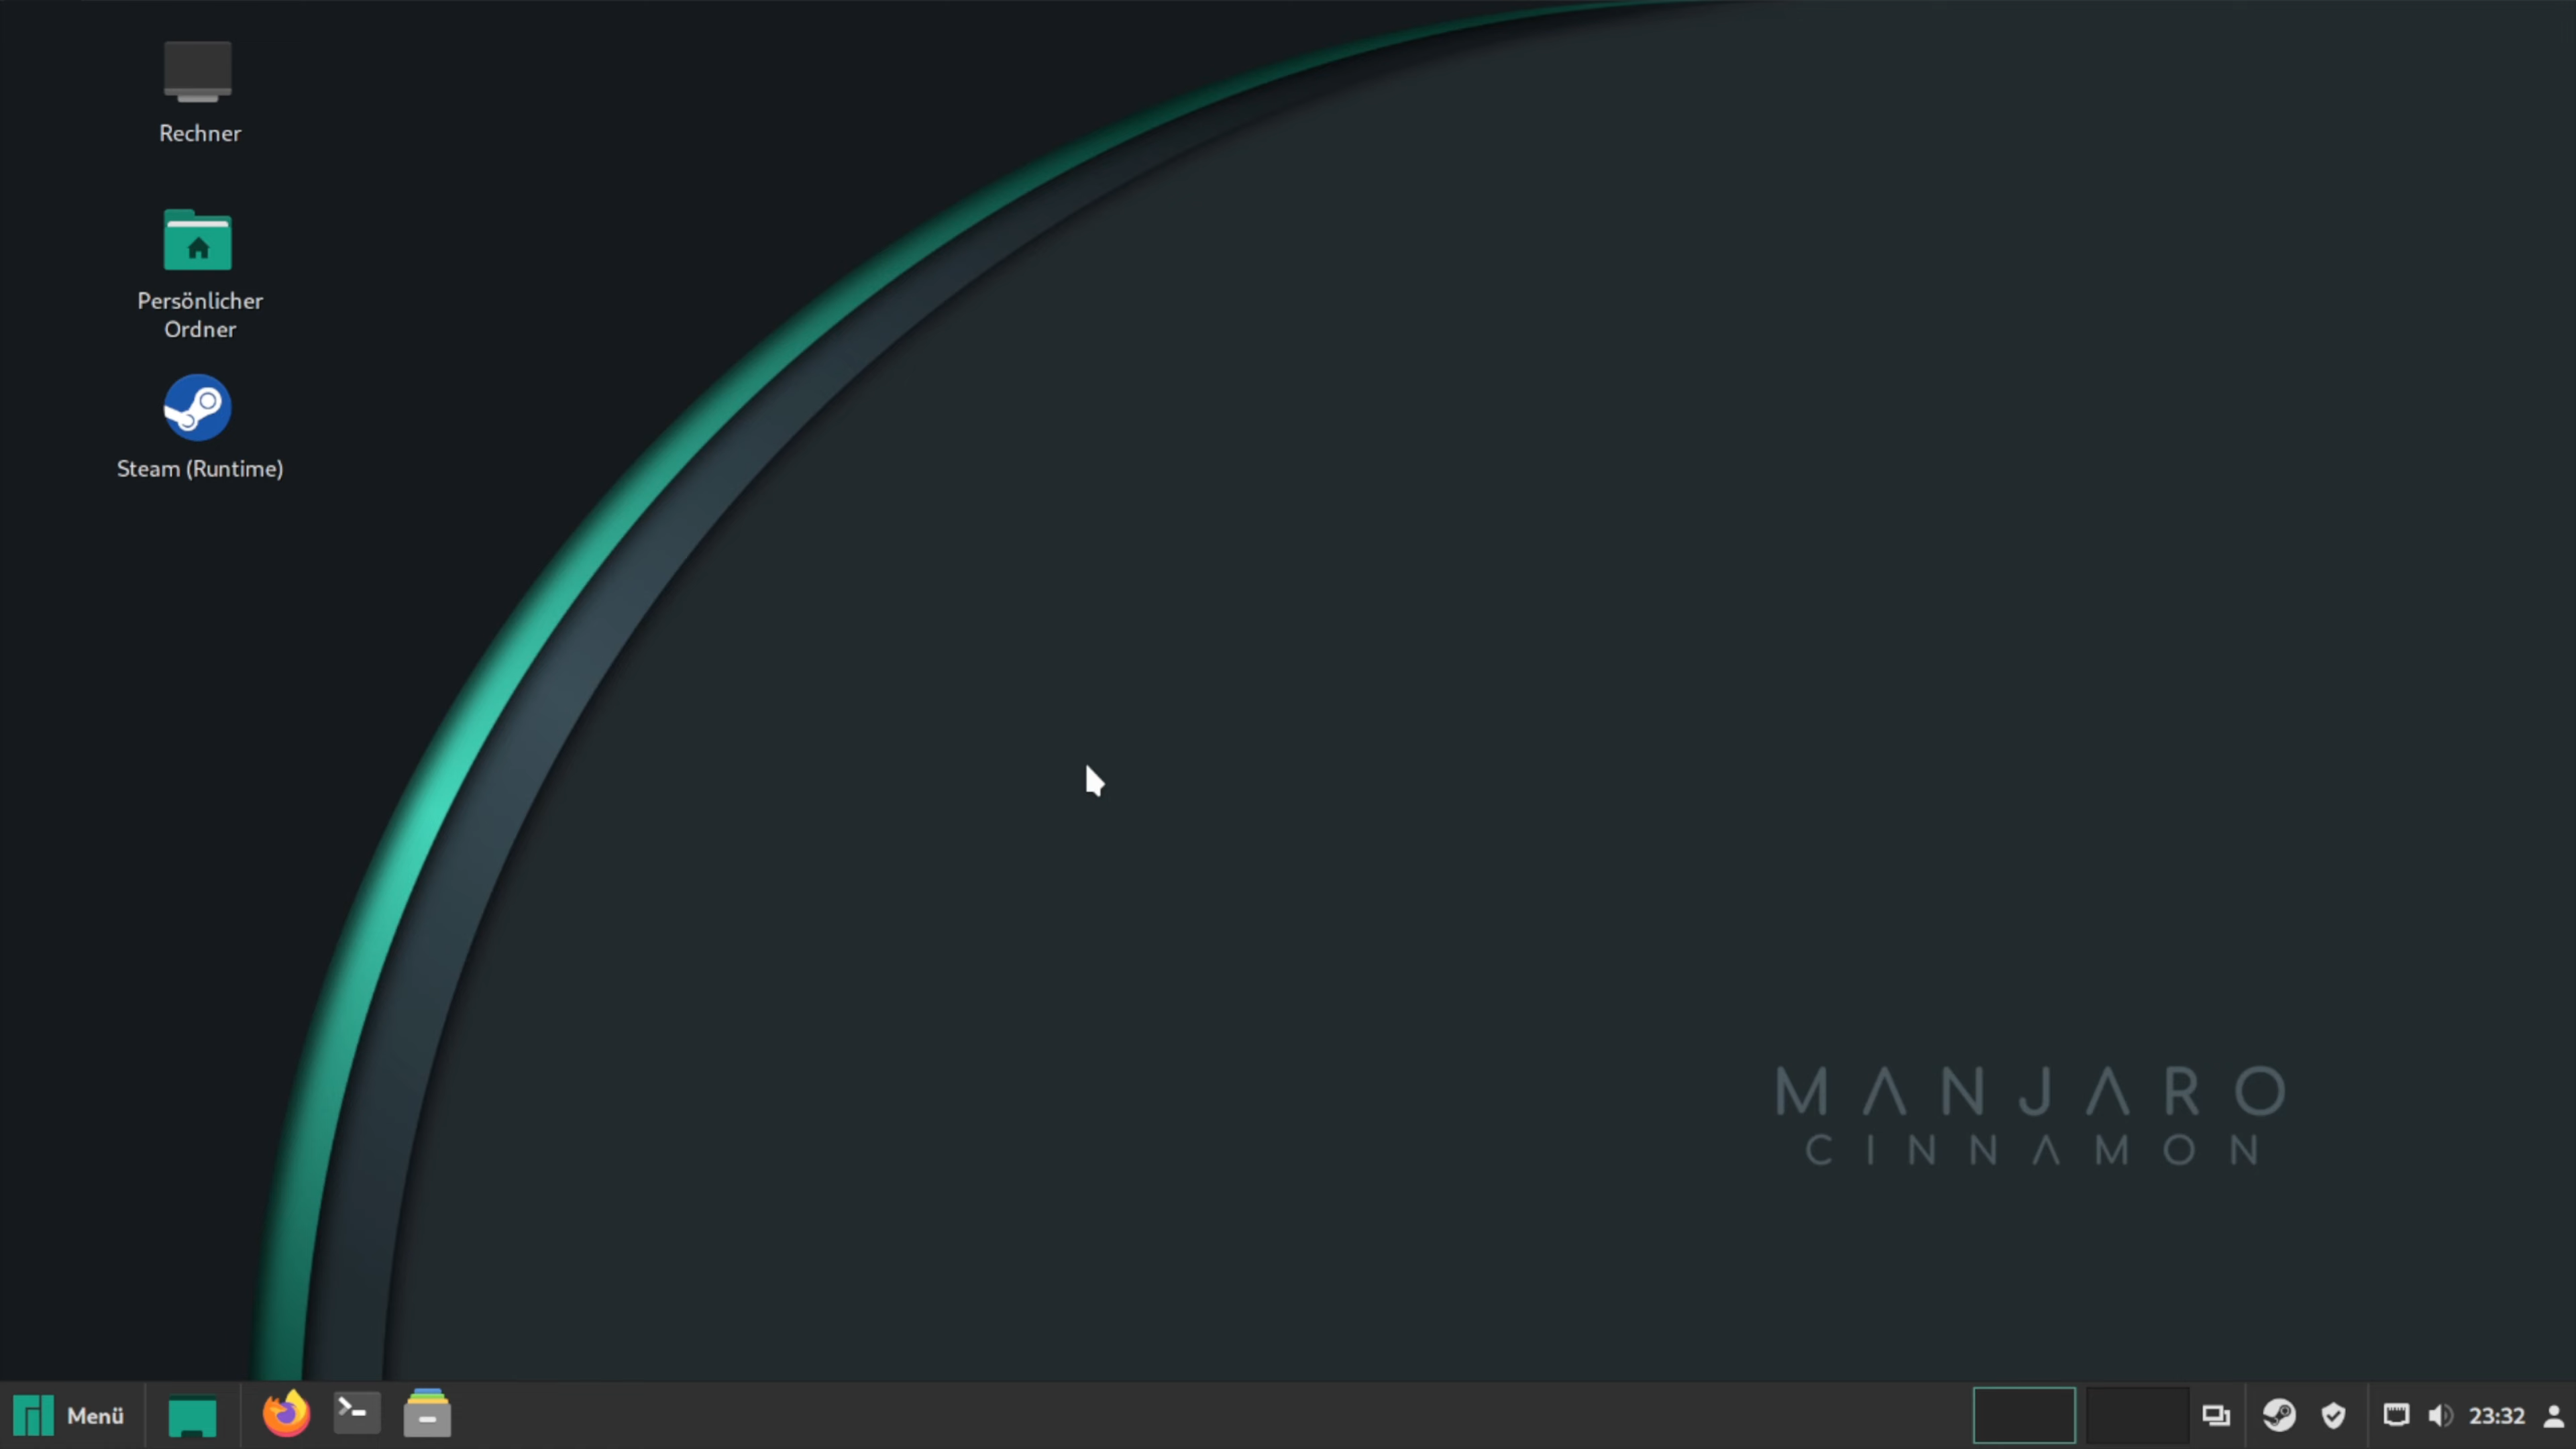 Rechner
Persönlicher
Ordner
Steam (Runtime)
MANJARO
CINNAMON
Menü
23:32